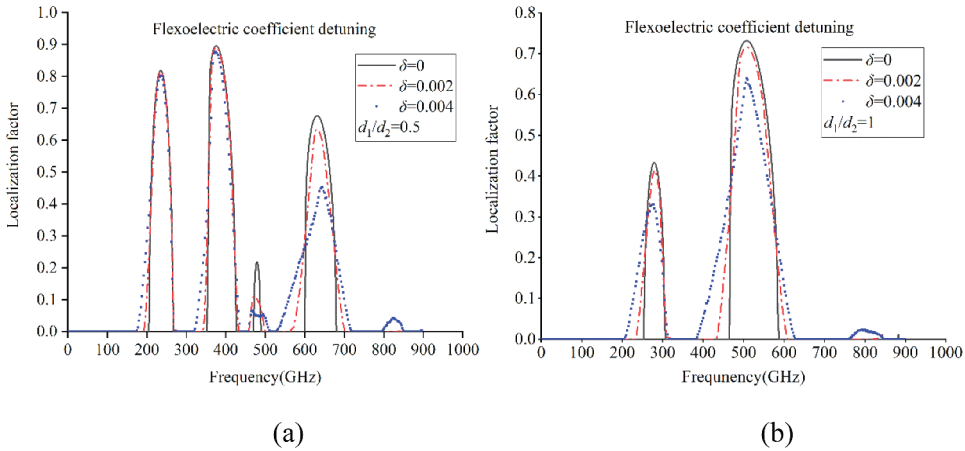 (a)
Flexoelectric coefficient detuning
δ=0
δ=0.002
δ=0.004
d1/d2=0.5
Localization factor
1.0
0.9
0.8
0.7
0.6
0.5
0.4
0.3
0.2
0.1
0.0
0 100 200 300 400 500 600 700 800 900 1000
Frequency(GHz)
(a)
(b)
Flexoelectric coefficient detuning
δ=0
δ=0.002
δ=0.004
d1/d2=1
Localization factor
0.8
0.7
0.6
0.5
0.4
0.3
0.2
0.1
0.0
0 100 200 300 400 500 600 700 800 900 1000
Frequnency(GHz)
(b)